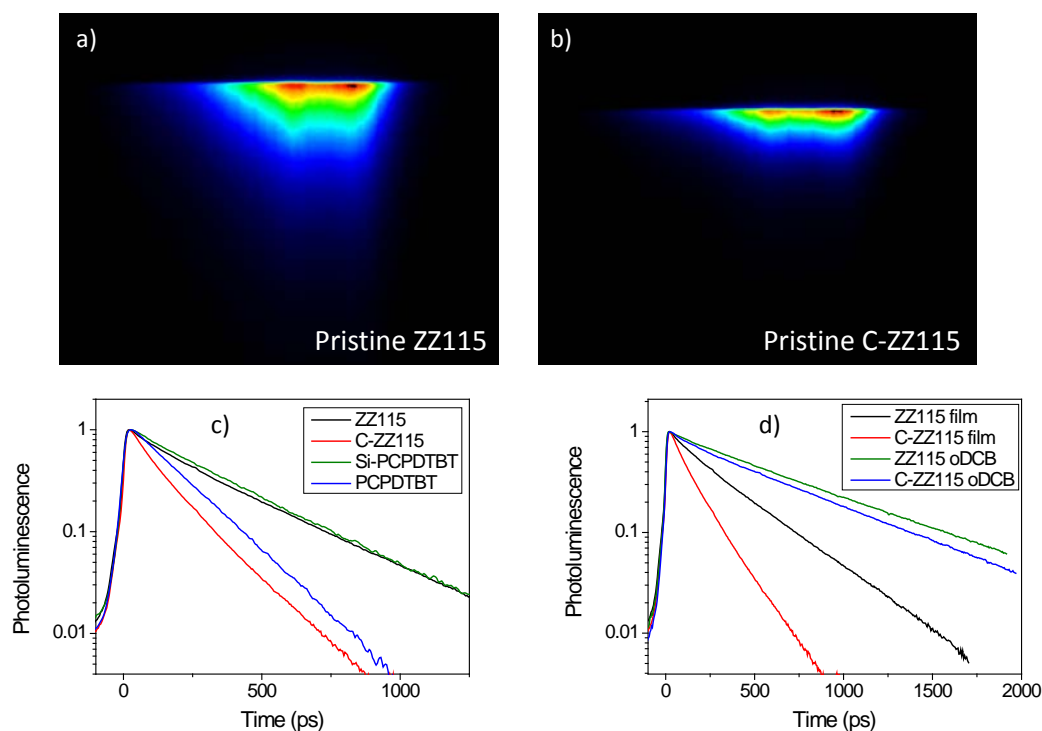 a)
Pristine ZZ115
b)
Pristine C-ZZ115
c)
ZZ115
C-ZZ115
Si-PCPDTBT
PCPDTBT
1
0.1
0.01
Photoluminescence
0 500 1000
Time (ps)
d)
ZZ115 film
C-ZZ115 film
ZZ115 oDCB
C-ZZ115 oDCB
1
0.1
0.01
Photoluminescence
0 500 1000 1500 2000
Time (ps)